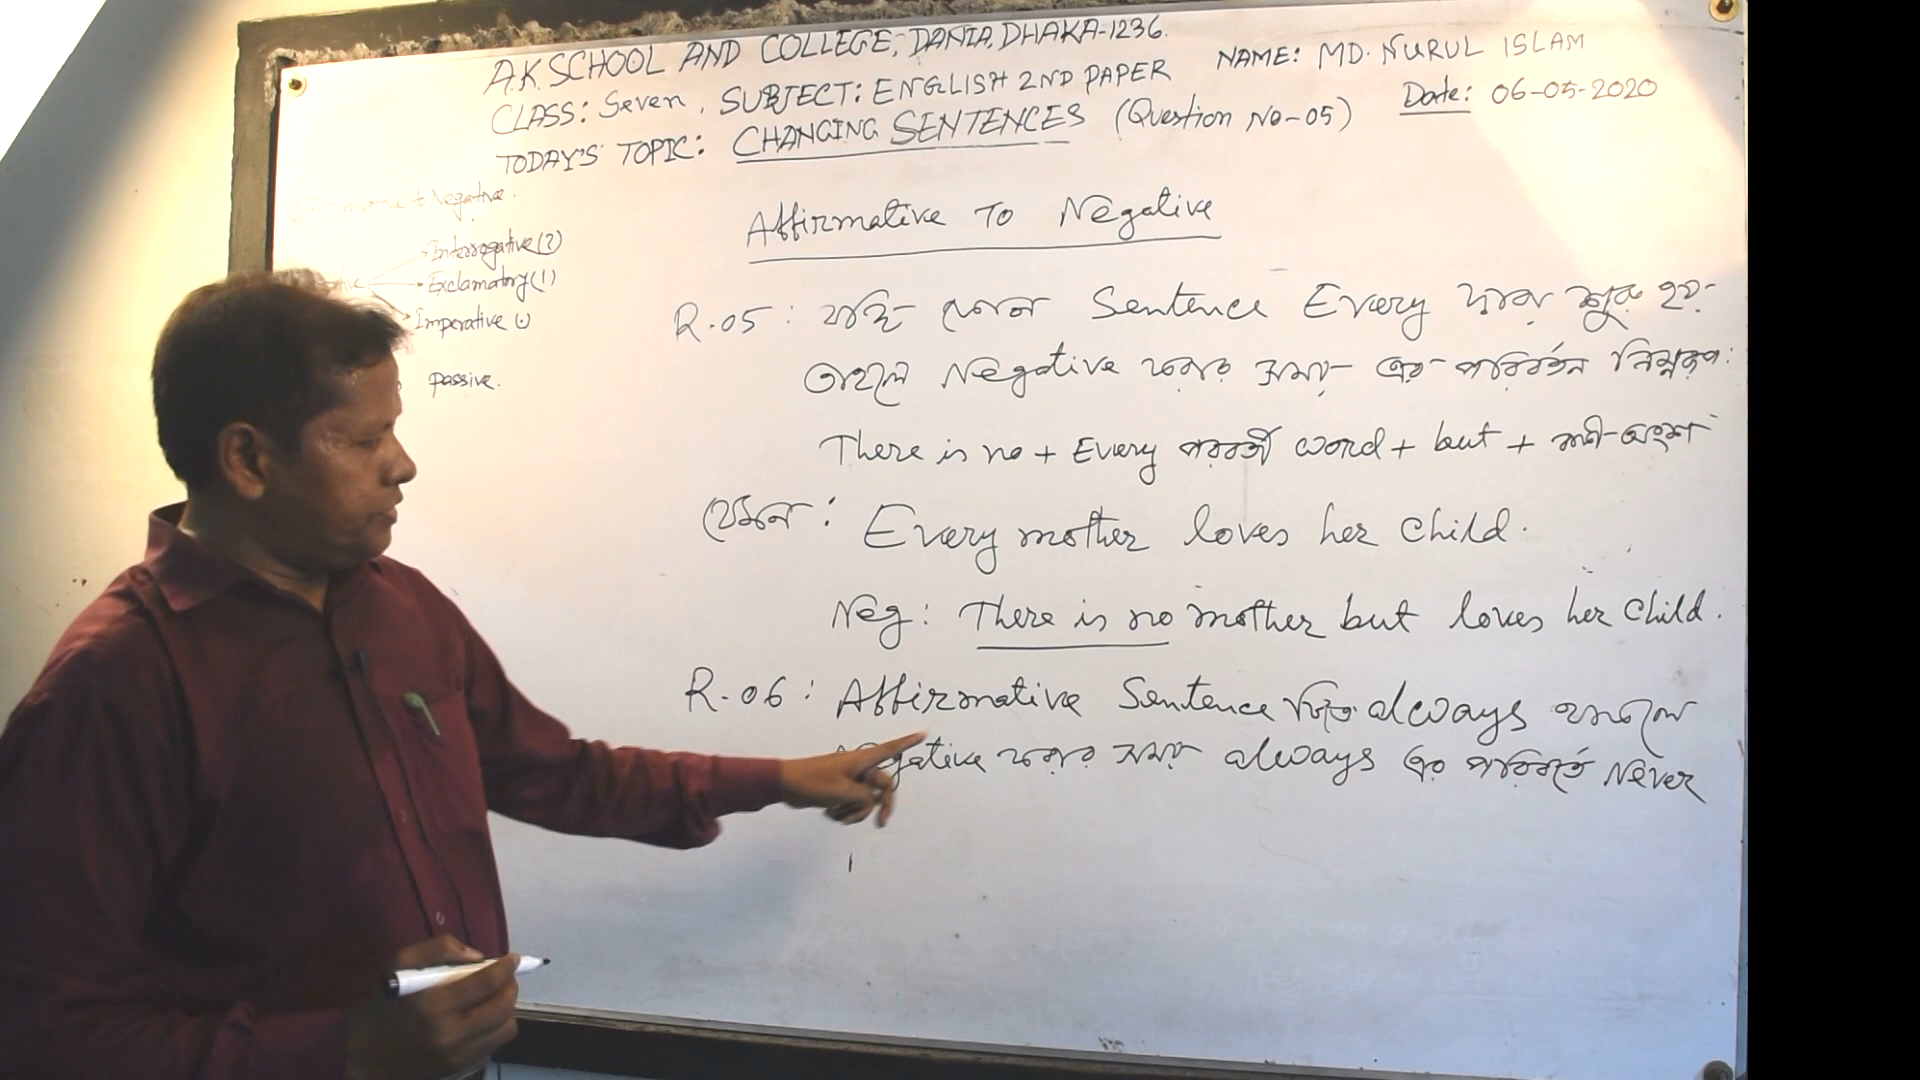 A.K SCHOOL AND COLLEGE, DANIA, DHAKA-1236.
CLASS: Seven, SUBJECT: ENGLISH 2ND PAPER
NAME: MD. NURUL ISLAM
TODAY'S TOPIC: CHANGING SENTENCES (Question No-05)
Date: 06-05-2020
to Negative.
Interrogative (?)
Exclamatory (!)
Imperative (.)
passive.
Affirmative To Negative
R.05: যদি কোন Sentence Every দ্বারা শুরু হয়
তাহলে Negative করার সময় এর পরিবর্তন নিম্নরূপ:
There is no + Every পরবর্তী word + but + বাকী অংশ
যেমন: Every mother loves her child.
Neg: There is no mother but loves her child.
R.06: Affirmative Sentence যদি always থাকলে
Negative করার সময় always এর পরিবর্তে Never